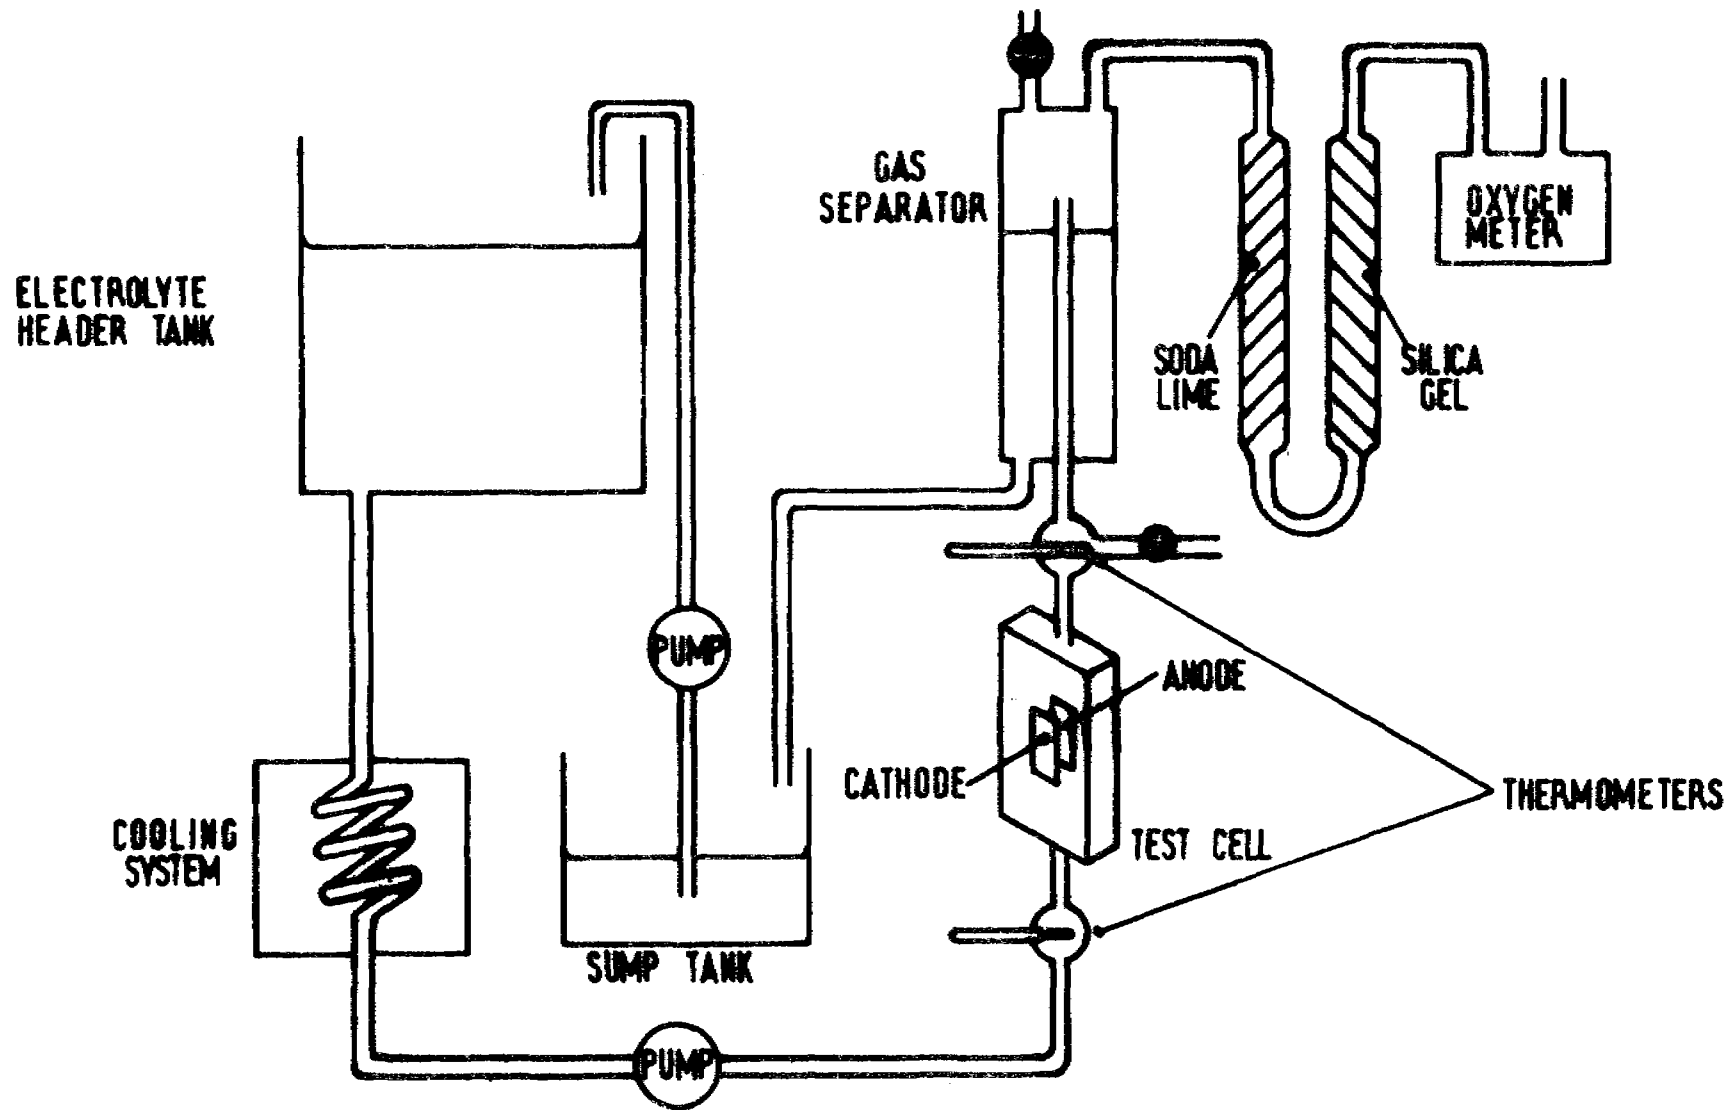 GAS
SEPARATOR
OXYGEN
METER
ELECTROLYTE
HEADER TANK
SODA
LIME
SILICA
GEL
PUMP
ANODE
CATHODE
THERMOMETERS
COOLING
SYSTEM
TEST CELL
SUMP TANK
PUMP